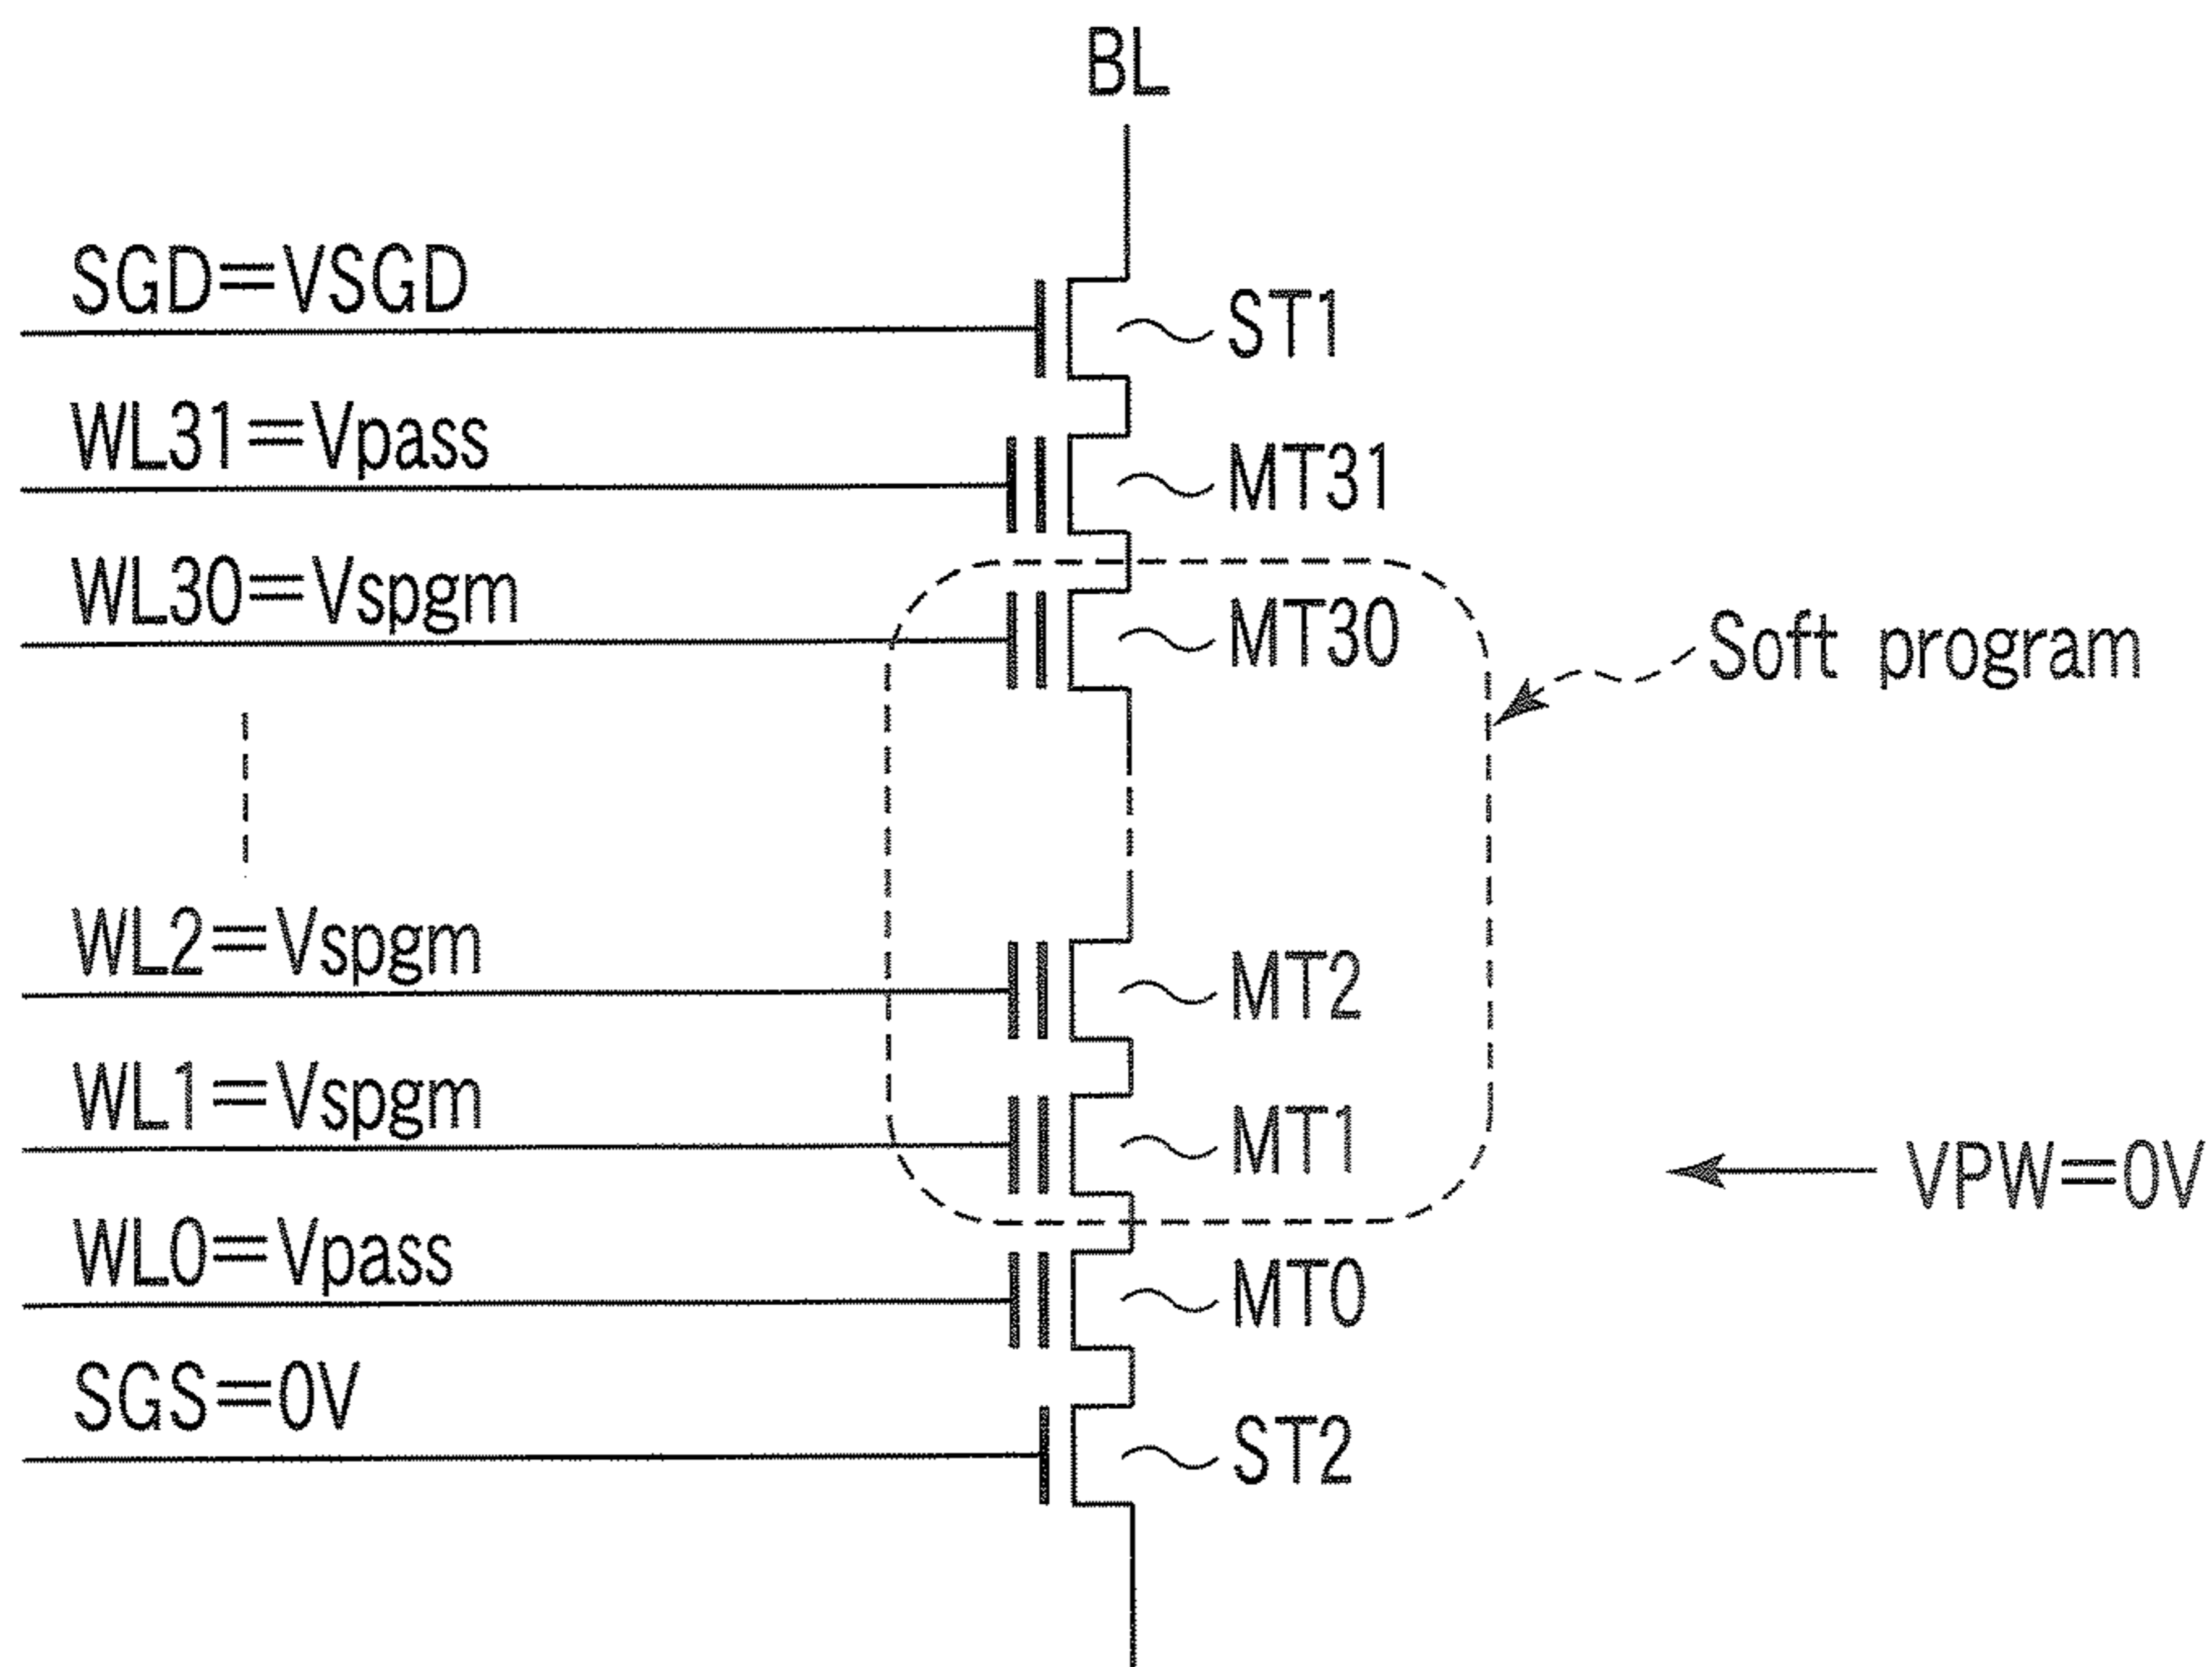 BL
SGD=VSGD
ST1
WL31=Vpass
MT31
WL30=Vspgm
MT30
Soft program
WL2=Vspgm
MT2
WL1=Vspgm
MT1
VPW=0V
WL0=Vpass
MT0
SGS=0V
ST2